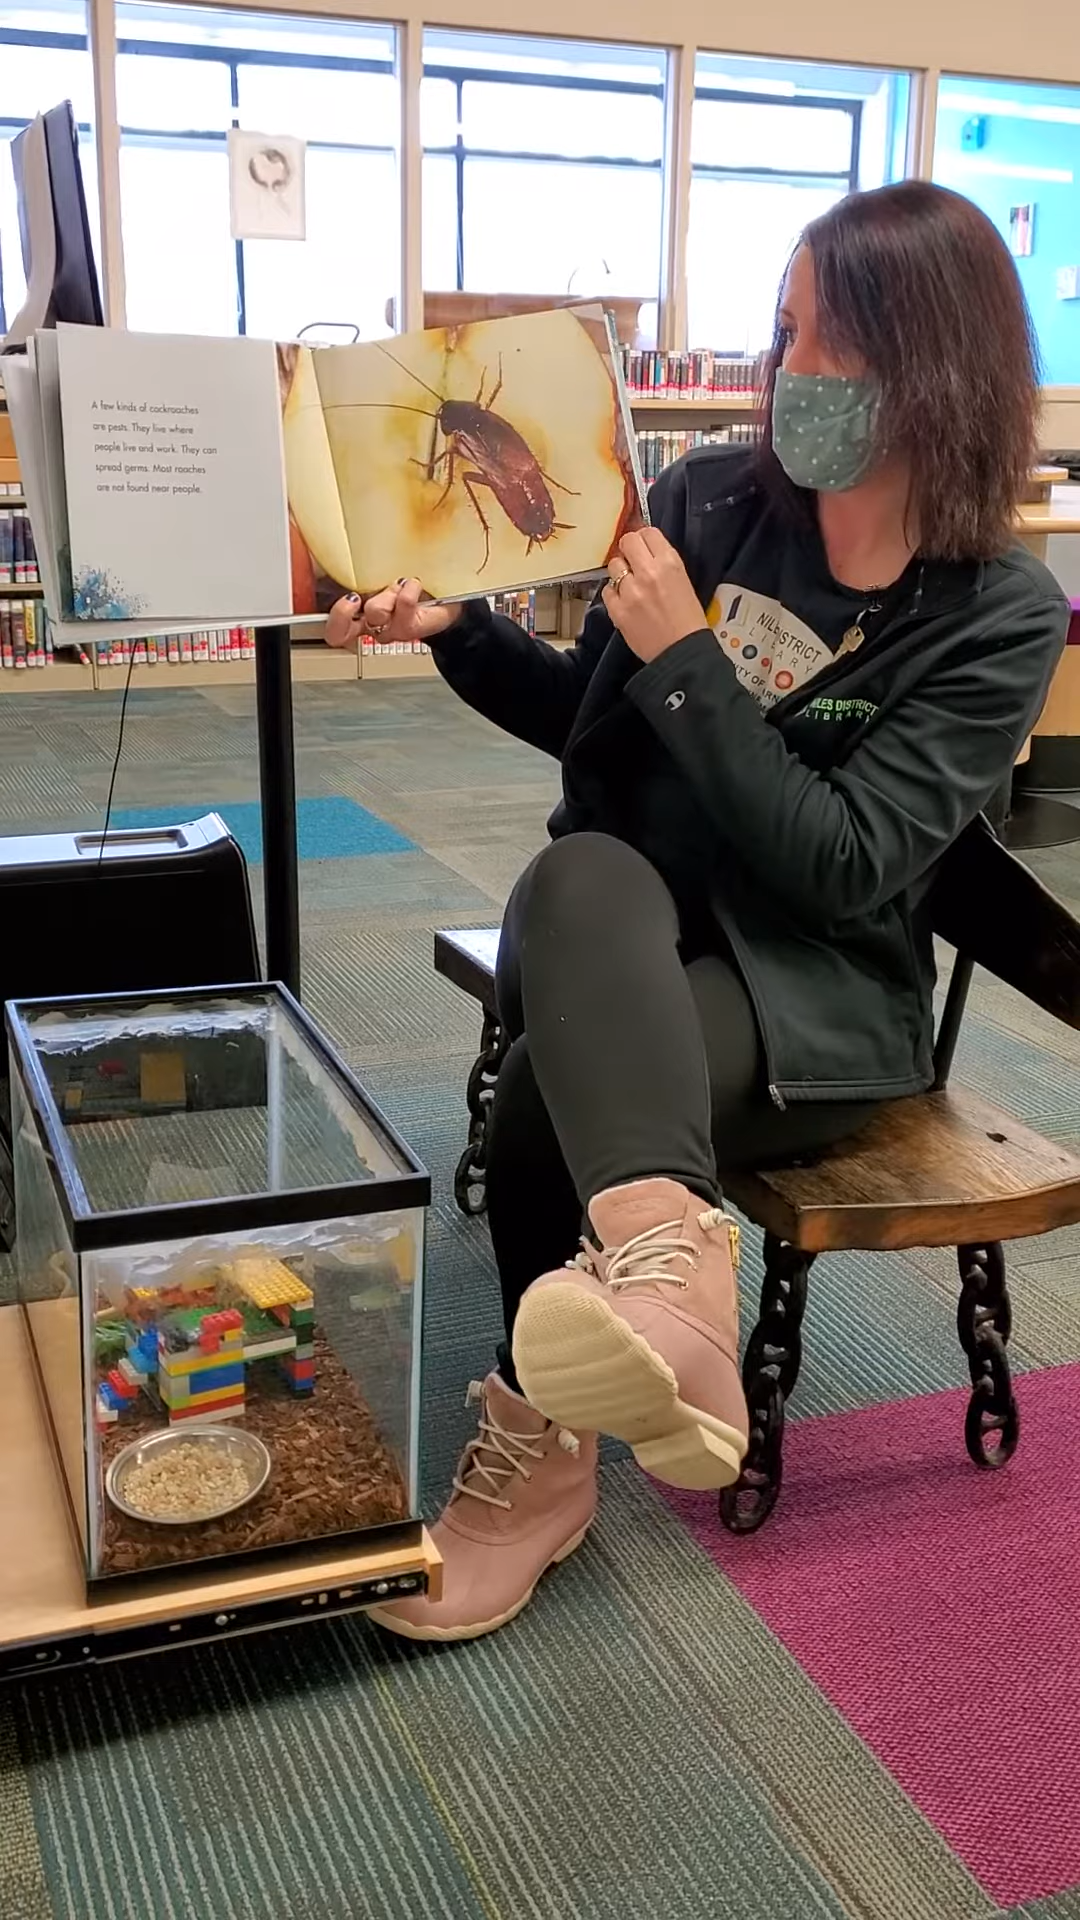 A few kinds of cockroaches
are pests. They live where
people live and work. They can
spread germs. Most roaches
are not found near people.
NILES DISTRICT
LIBRARY
NILES DISTRICT
LIBRARY